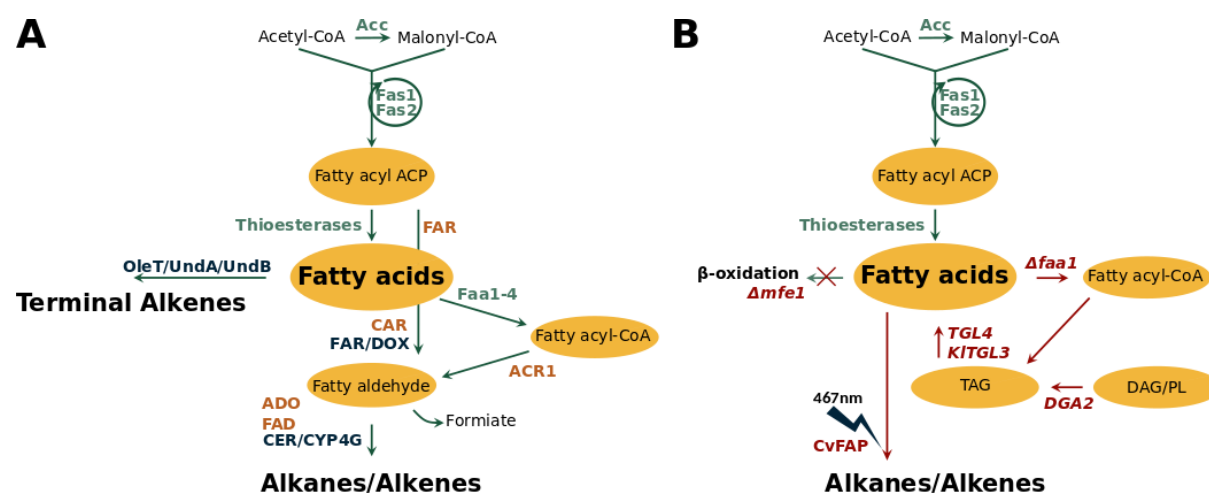 A
Acc
Acetyl-CoA
Malonyl-CoA
Fas1
Fas2
Fatty acyl ACP
Thioesterases
FAR
OleT/UndA/UndB
Fatty acids
Terminal Alkenes
Faa1-4
CAR
FAR/DOX
Fatty acyl-CoA
ACR1
Fatty aldehyde
ADO
FAD
CER/CYP4G
Formiate
Alkanes/Alkenes
B
Acc
Acetyl-CoA
Malonyl-CoA
Fas1
Fas2
Fatty acyl ACP
Thioesterases
β-oxidation
Δmfe1
Fatty acids
Δfaa1
Fatty acyl-CoA
TGL4
KlTGL3
TAG
DGA2
DAG/PL
467nm
CvFAP
Alkanes/Alkenes